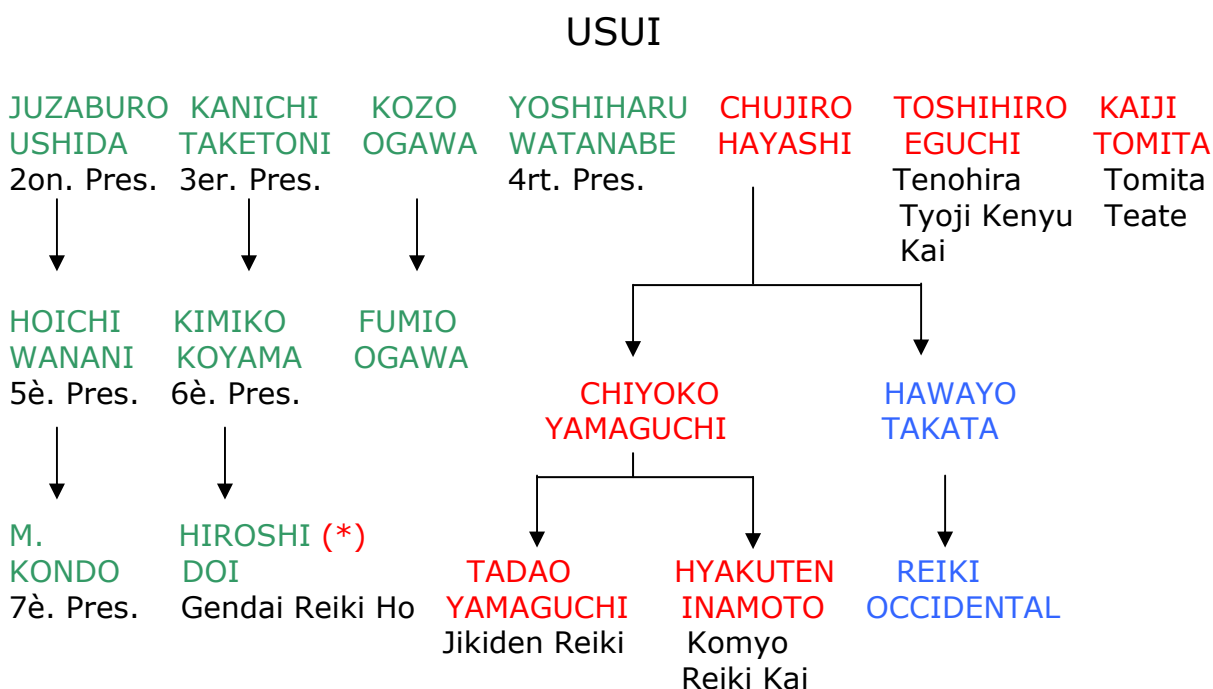 USUI
JUZABURO KANICHI KOZO YOSHIHARU CHUJIRO TOSHIHIRO KAIJI
USHIDA TAKETONI OGAWA WATANABE HAYASHI EGUCHI TOMITA
2on. Pres. 3er. Pres. 4rt. Pres. Tenohira Tomita
Tyoji Kenyu Teate
Kai
HOICHI KIMIKO FUMIO
WANANI KOYAMA OGAWA
5è. Pres. 6è. Pres. CHIYOKO HAWAYO
YAMAGUCHI TAKATA
M. HIROSHI (*)
KONDO DOI TADAO HYAKUTEN REIKI
7è. Pres. Gendai Reiki Ho YAMAGUCHI INAMOTO OCCIDENTAL
Jikiden Reiki Komyo
Reiki Kai